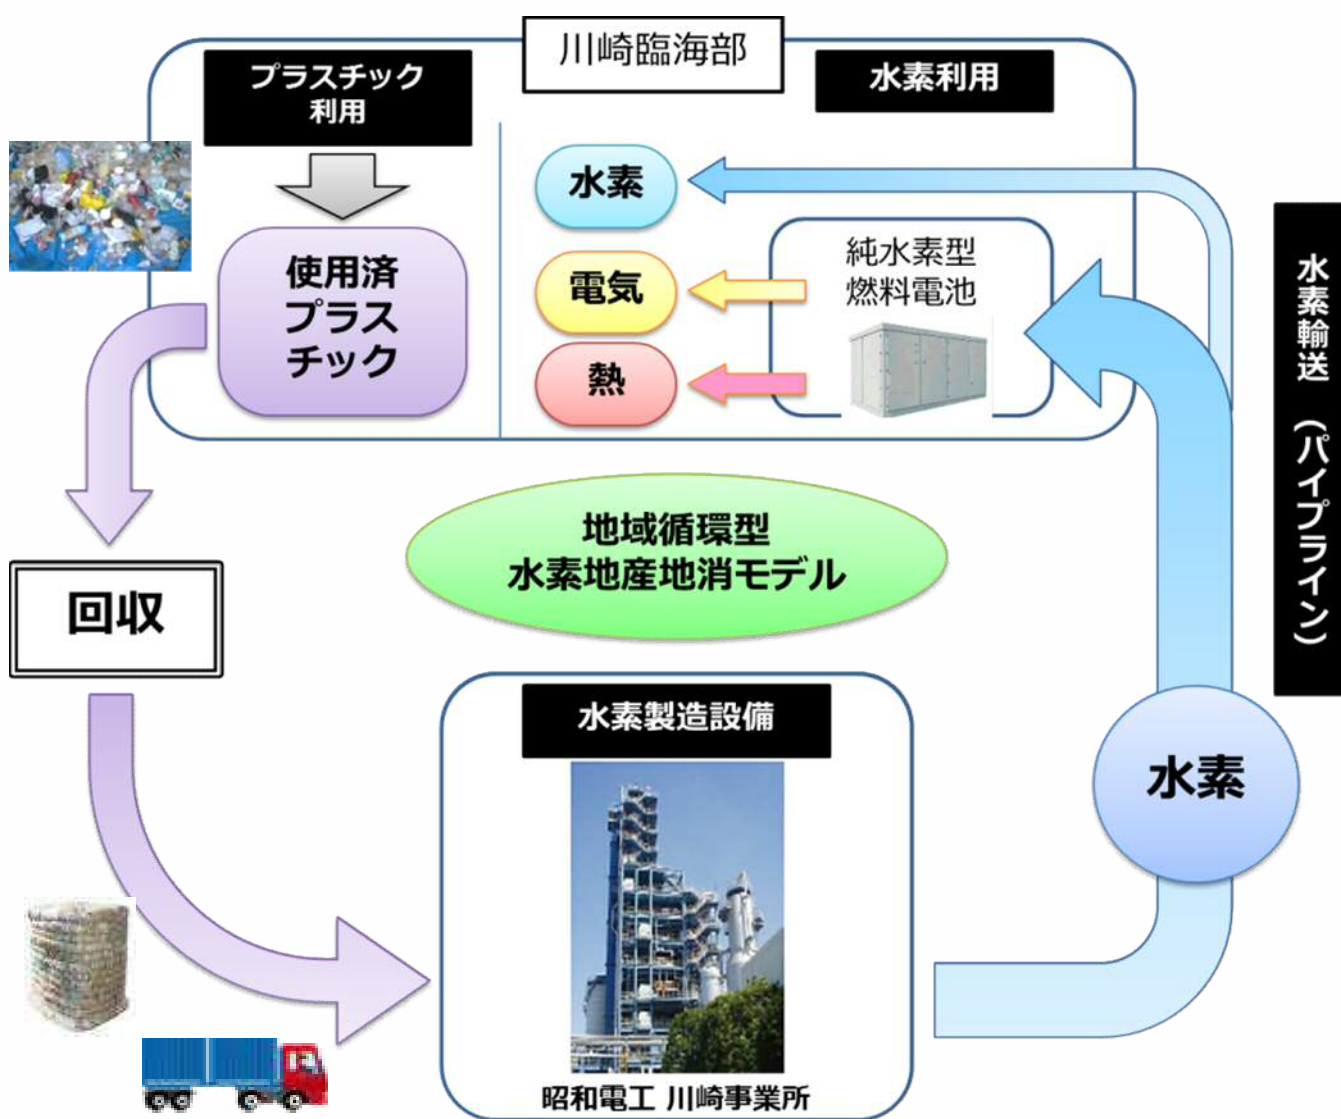 川崎臨海部
プラスチック
利用
水素利用
使用済
プラス
チック
水素
電気
熱
純水素型
燃料電池
水素輸送 (パイプライン)
回収
地域循環型
水素地産地消モデル
水素製造設備
水素
昭和電工 川崎事業所